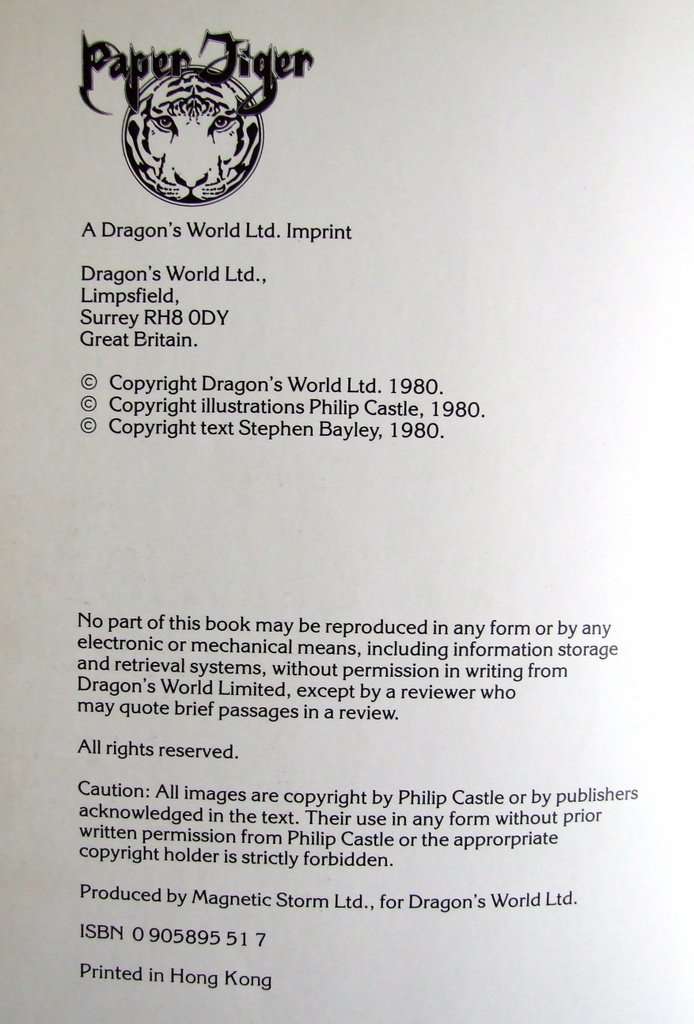 Paper Tiger
A Dragon's World Ltd. Imprint
Dragon's World Ltd.,
Limpsfield,
Surrey RH8 0DY
Great Britain.
© Copyright Dragon's World Ltd. 1980.
© Copyright illustrations Philip Castle, 1980.
© Copyright text Stephen Bayley, 1980.
No part of this book may be reproduced in any form or by any
electronic or mechanical means, including information storage
and retrieval systems, without permission in writing from
Dragon's World Limited, except by a reviewer who
may quote brief passages in a review.
All rights reserved.
Caution: All images are copyright by Philip Castle or by publishers
acknowledged in the text. Their use in any form without prior
written permission from Philip Castle or the approrpriate
copyright holder is strictly forbidden.
Produced by Magnetic Storm Ltd., for Dragon's World Ltd.
ISBN 0 905895 51 7
Printed in Hong Kong